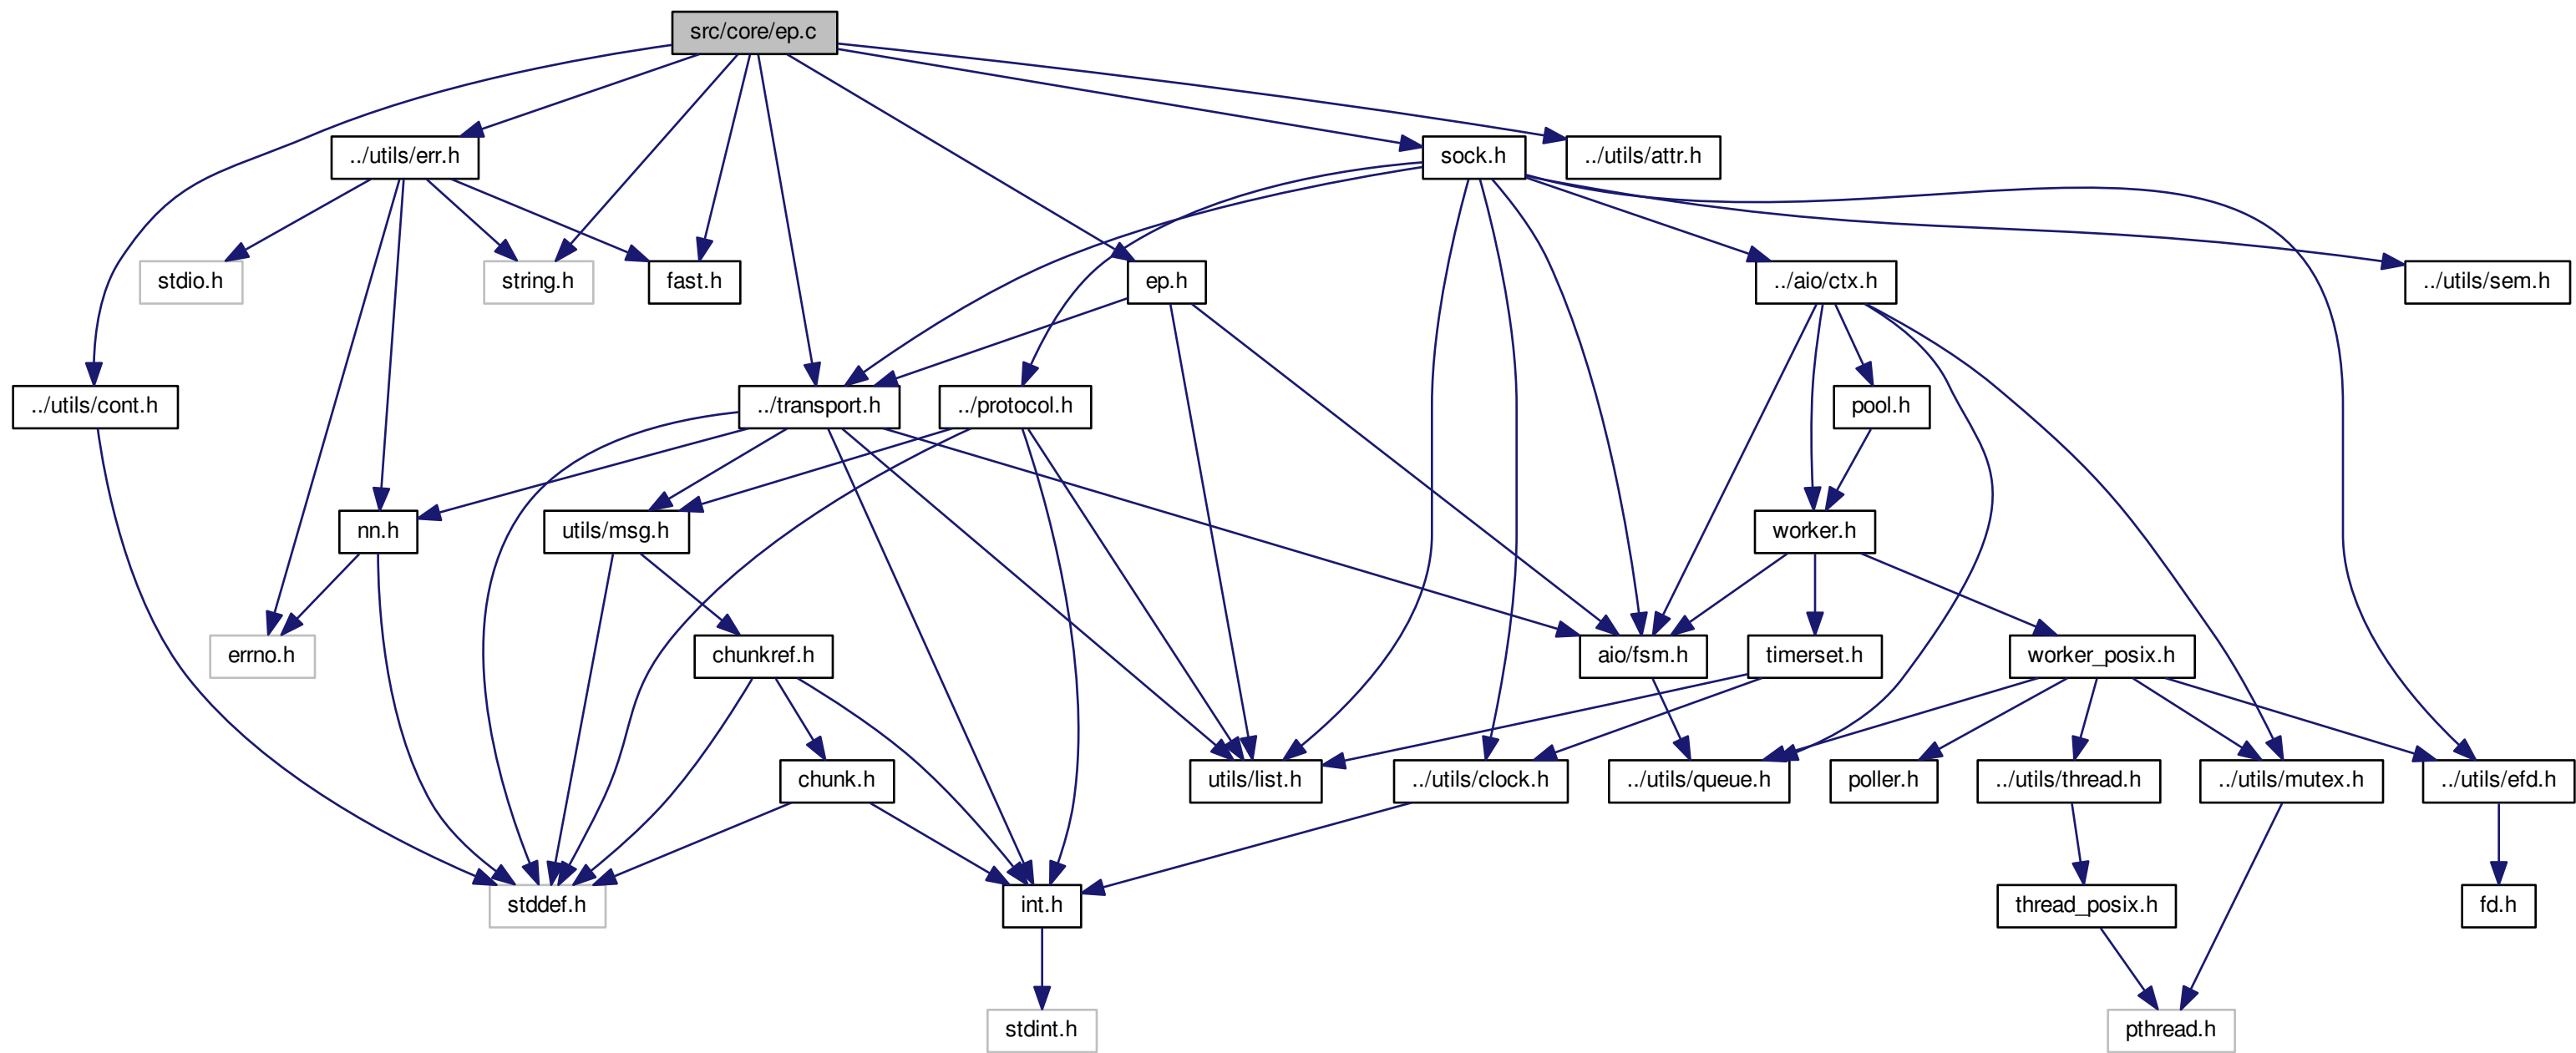 src/core/ep.c
../utils/err.h
sock.h
../utils/attr.h
stdio.h
string.h
fast.h
ep.h
../aio/ctx.h
../utils/sem.h
../utils/cont.h
../transport.h
../protocol.h
pool.h
nn.h
utils/msg.h
worker.h
errno.h
chunkref.h
aio/fsm.h
timerset.h
worker_posix.h
chunk.h
utils/list.h
../utils/clock.h
../utils/queue.h
poller.h
../utils/thread.h
../utils/mutex.h
../utils/efd.h
stddef.h
int.h
thread_posix.h
fd.h
stdint.h
pthread.h